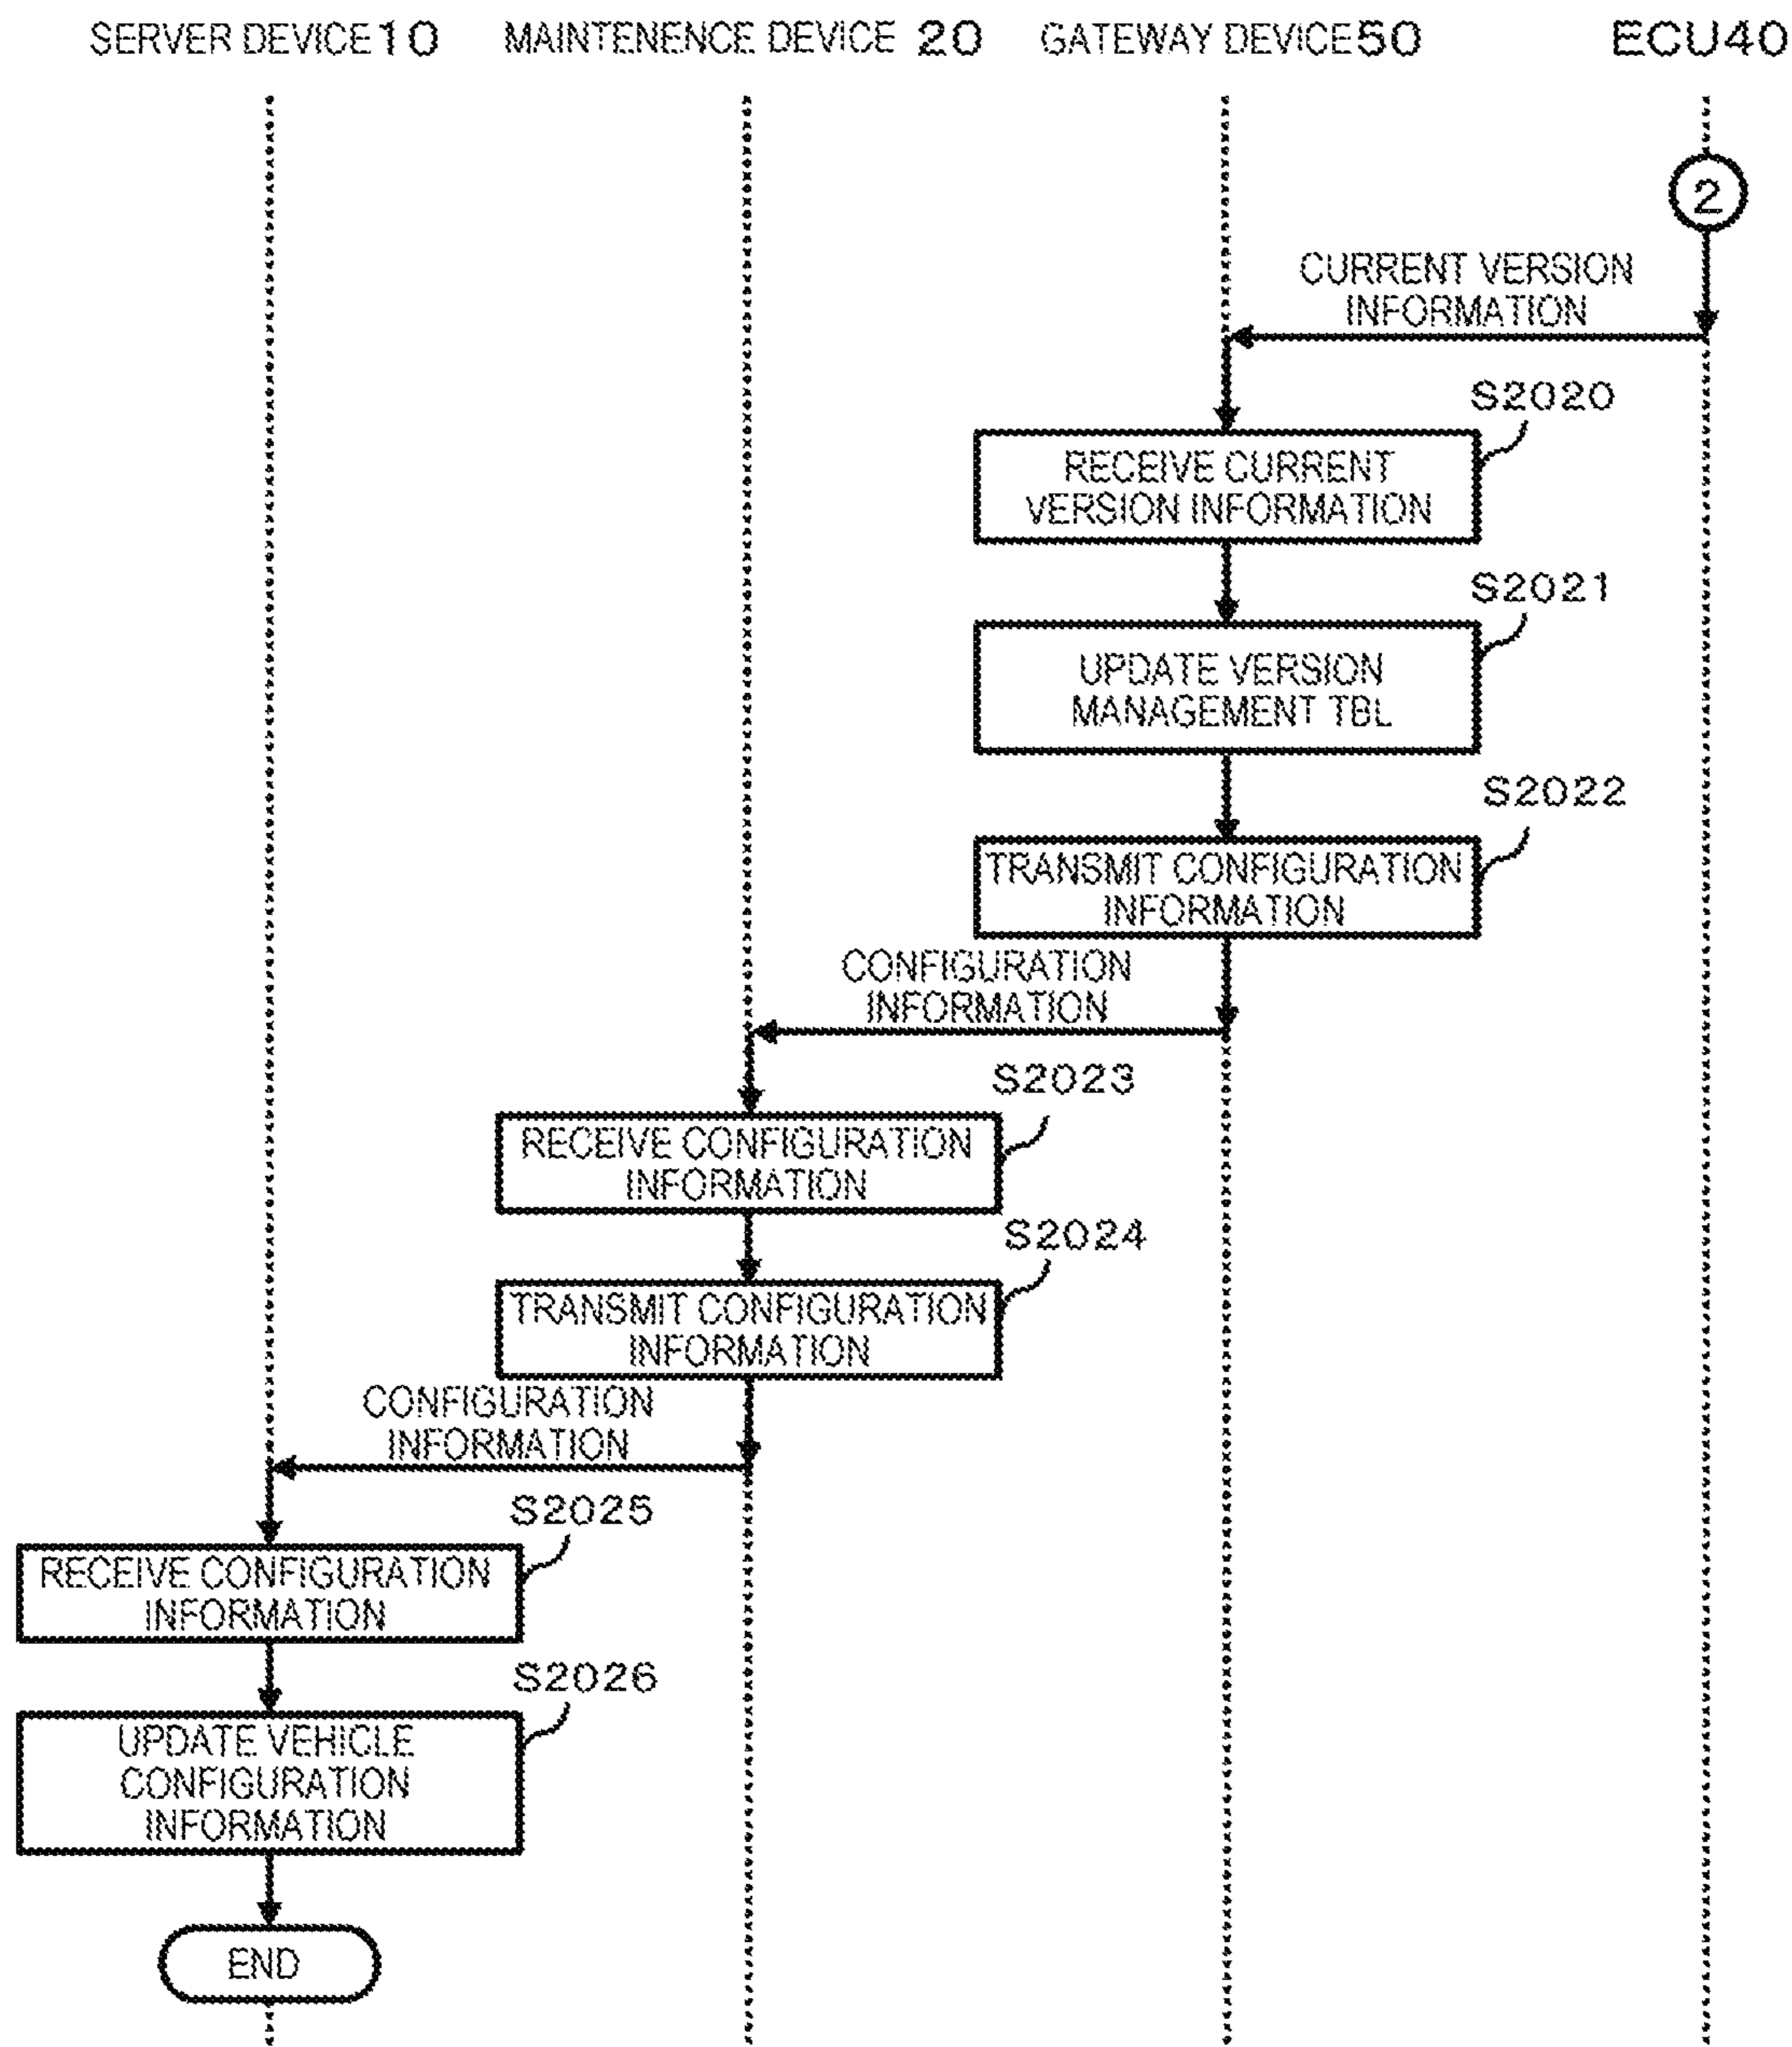 SERVER DEVICE 10
MAINTENENCE DEVICE 20
GATEWAY DEVICE 50
ECU40
2
CURRENT VERSION
INFORMATION
S2020
RECEIVE CURRENT
VERSION INFORMATION
S2021
UPDATE VERSION
MANAGEMENT TBL
S2022
TRANSMIT CONFIGURATION
INFORMATION
CONFIGURATION
INFORMATION
S2023
RECEIVE CONFIGURATION
INFORMATION
S2024
TRANSMIT CONFIGURATION
INFORMATION
CONFIGURATION
INFORMATION
S2025
RECEIVE CONFIGURATION
INFORMATION
S2026
UPDATE VEHICLE
CONFIGURATION
INFORMATION
END